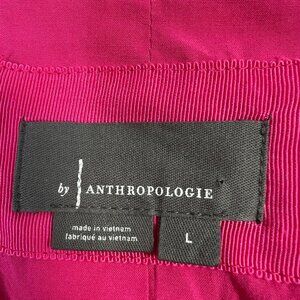 by ANTHROPOLOGIE
made in vietnam
fabriqué au vietnam
L